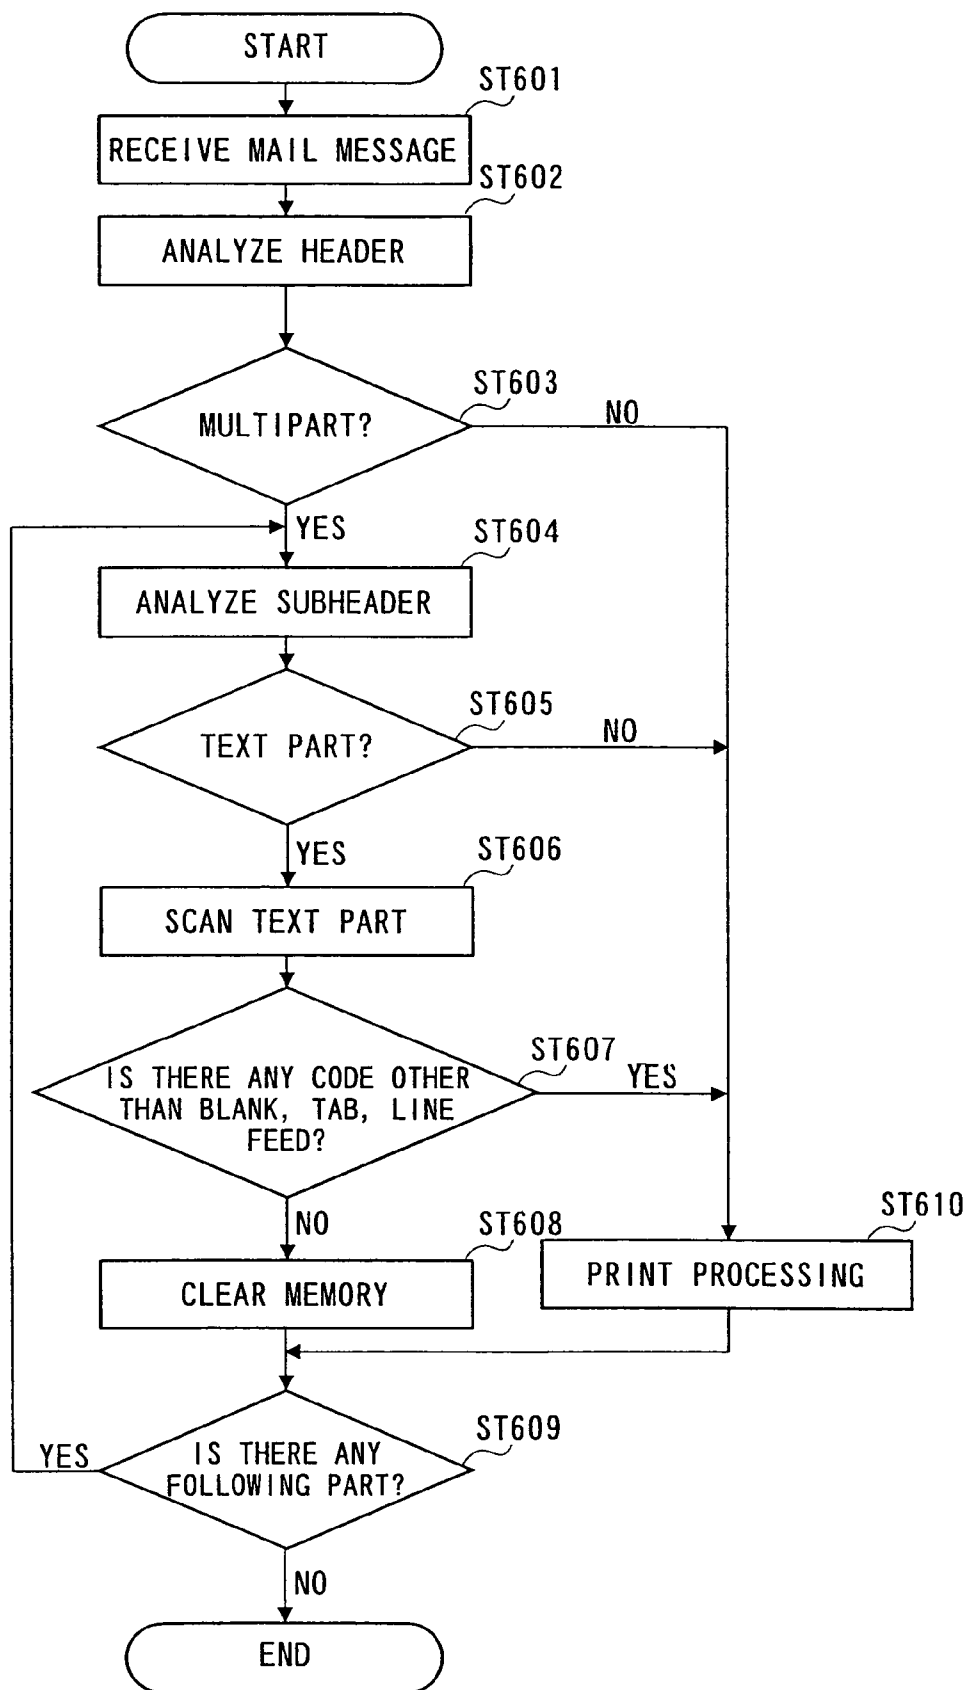 START
ST601
RECEIVE MAIL MESSAGE
ST602
ANALYZE HEADER
ST603
MULTIPART?
NO
YES
ST604
ANALYZE SUBHEADER
ST605
TEXT PART?
NO
YES
ST606
SCAN TEXT PART
ST607
IS THERE ANY CODE OTHER
THAN BLANK, TAB, LINE
FEED?
YES
NO
ST608
CLEAR MEMORY
ST610
PRINT PROCESSING
ST609
IS THERE ANY
FOLLOWING PART?
YES
NO
END